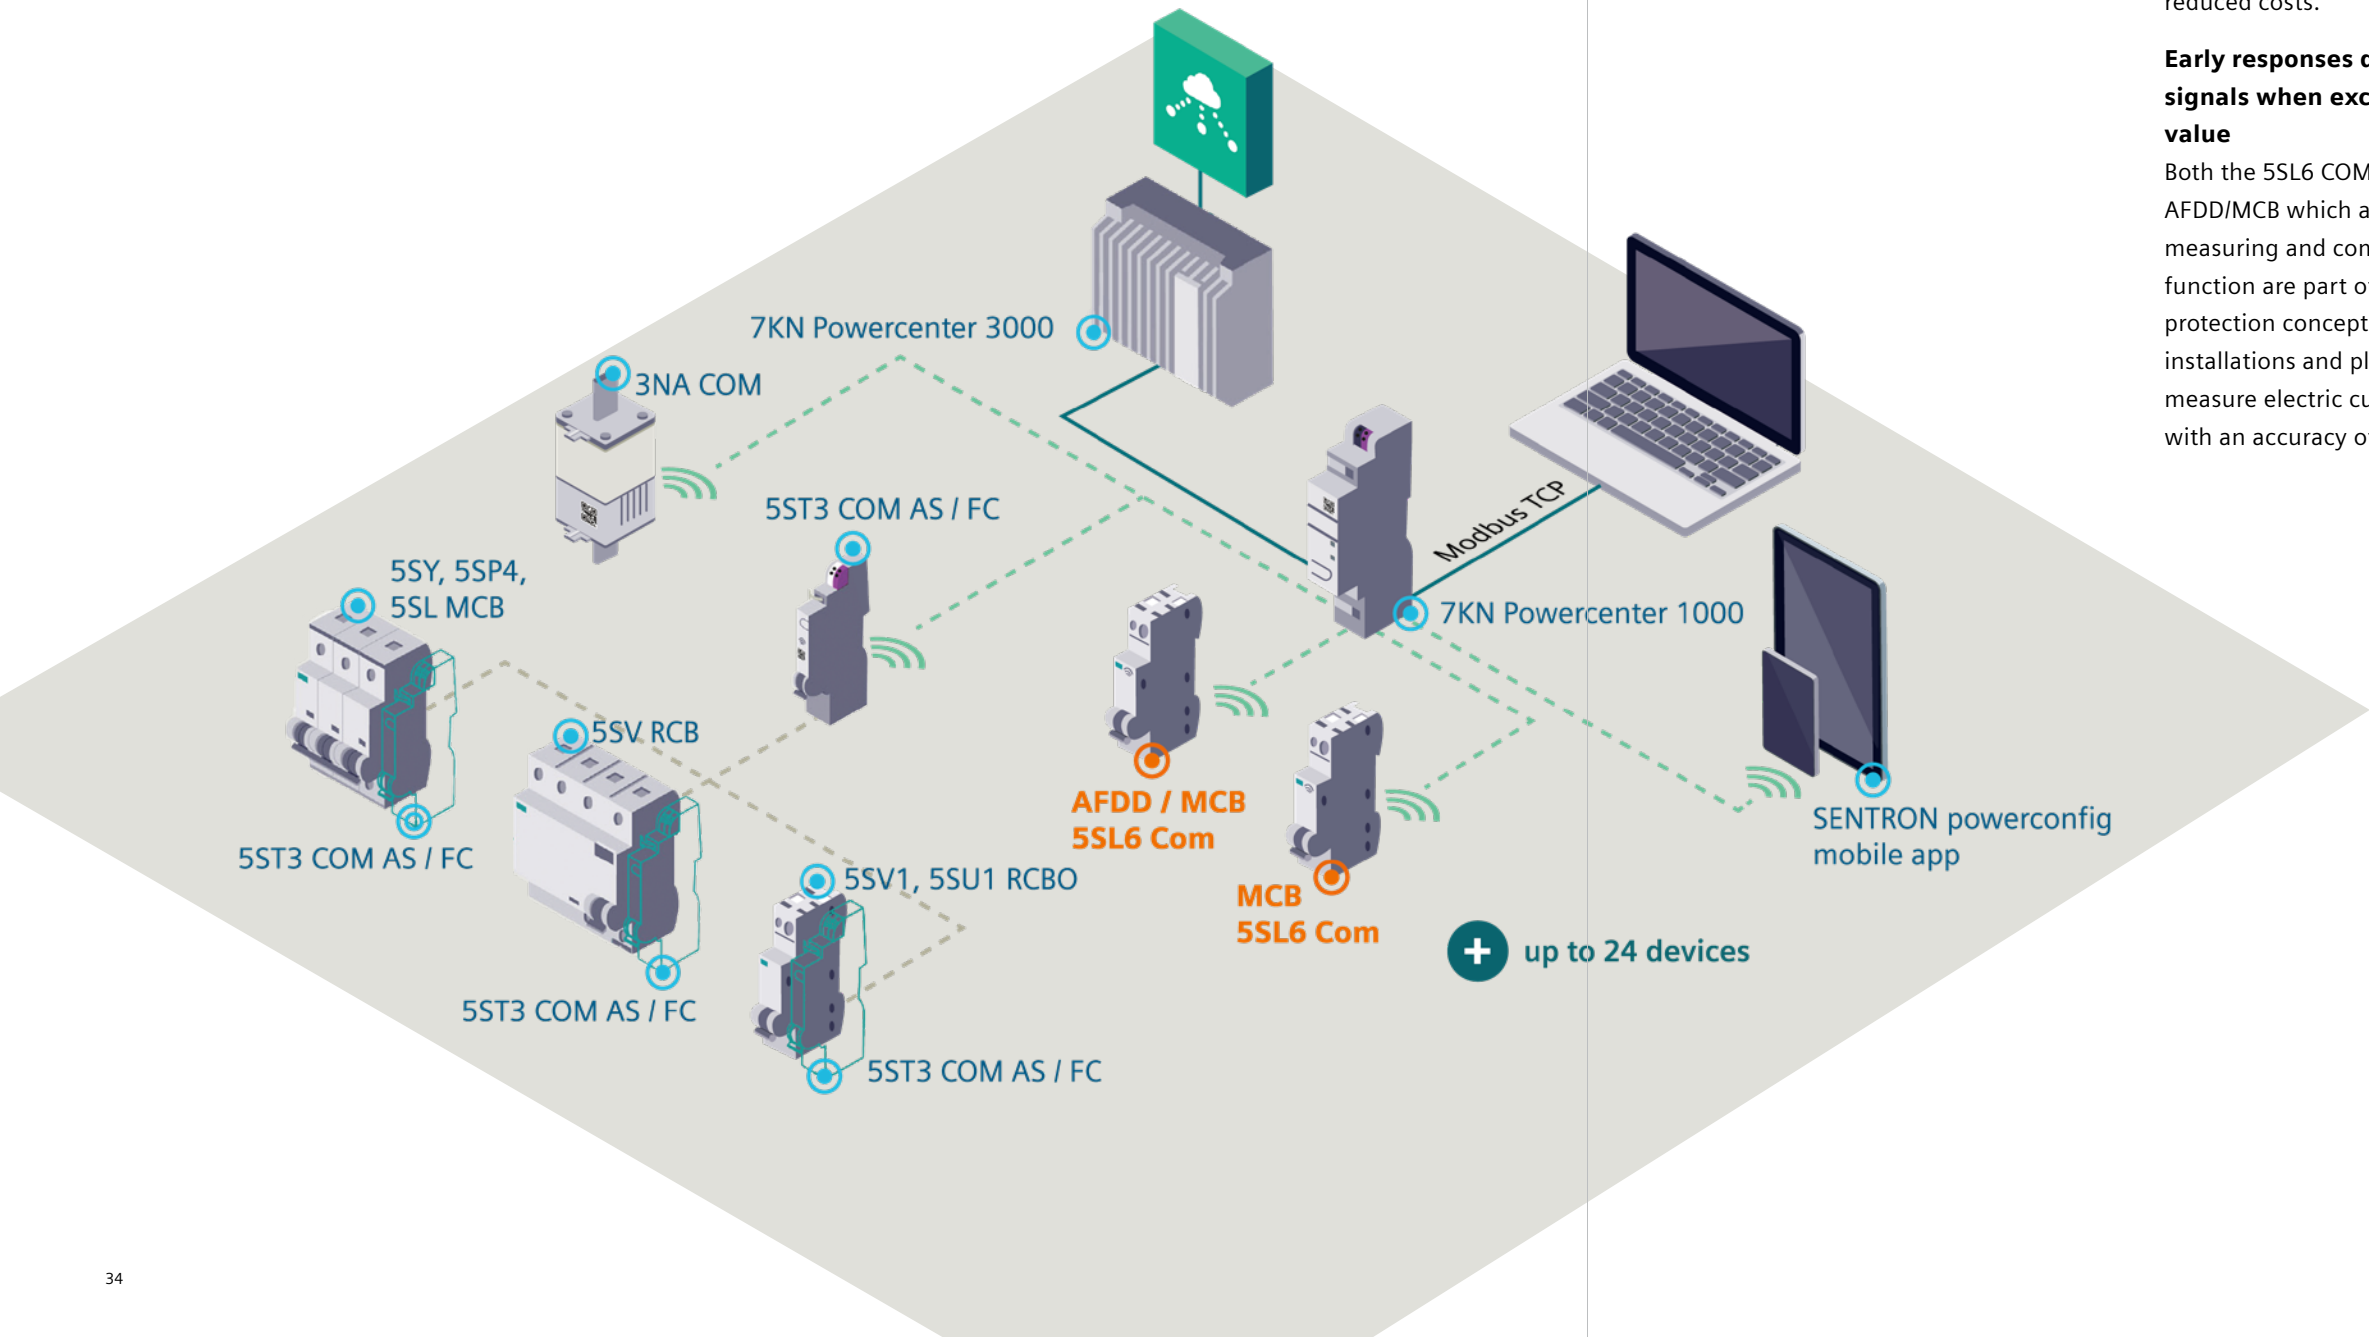 7KN Powercenter 3000
3NA COM
5ST3 COM AS / FC
Modbus TCP
5SY, 5SP4,
5SL MCB
7KN Powercenter 1000
5SV RCB
AFDD / MCB
5SL6 Com
SENTRON powerconfig
mobile app
5ST3 COM AS / FC
5SV1, 5SU1 RCBO
MCB
5SL6 Com
up to 24 devices
5ST3 COM AS / FC
5ST3 COM AS / FC
34
reduced costs.
Early responses
signals when
value
Both the 5SL6 COM
AFDD/MCB which
measuring and
function are part
protection concept
installations and
measure electric
with an accuracy